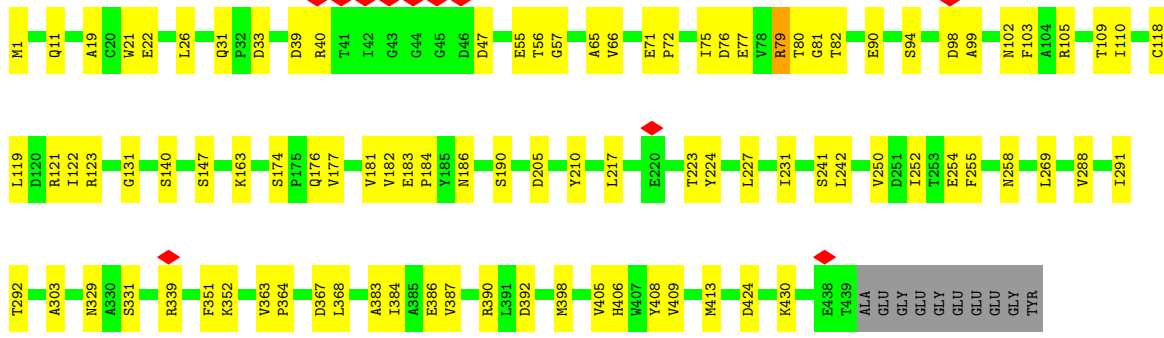 M1 Q11 A19 C20 W21 E22 L26 Q31 P32 D33 D39 R40 T41 I42 G43 G44 G45 D46 D47 E55 T56 G57 A65 V66 E71 P72 I75 D76 E77 V78 R79 T80 G81 T82 E90 S94 D98 A99 N102 F103 A104 R105 T109 I110 C118
L119 D120 R121 I122 R123 G131 S140 S147 K163 S174 P175 Q176 V177 V181 V182 E183 P184 Y185 N186 S190 D205 Y210 L217 E220 T223 Y224 L227 I231 S241 L242 V250 D251 I252 T253 E254 F255 N258 L269 V288 I291
T292 A303 N329 A330 S331 R339 F351 K352 V363 P364 D367 L368 A383 I384 A385 E386 V387 R390 L391 D392 M398 V405 H406 W407 Y408 V409 M413 D424 K430 E438 T439 ALA GLU GLY GLU GLU GLY GLU GLU GLU GLY TYR